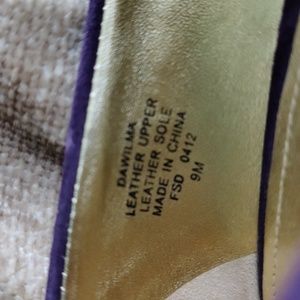 DAWILMA
LEATHER UPPER
LEATHER SOLE
MADE IN CHINA
FSD 0412
9M